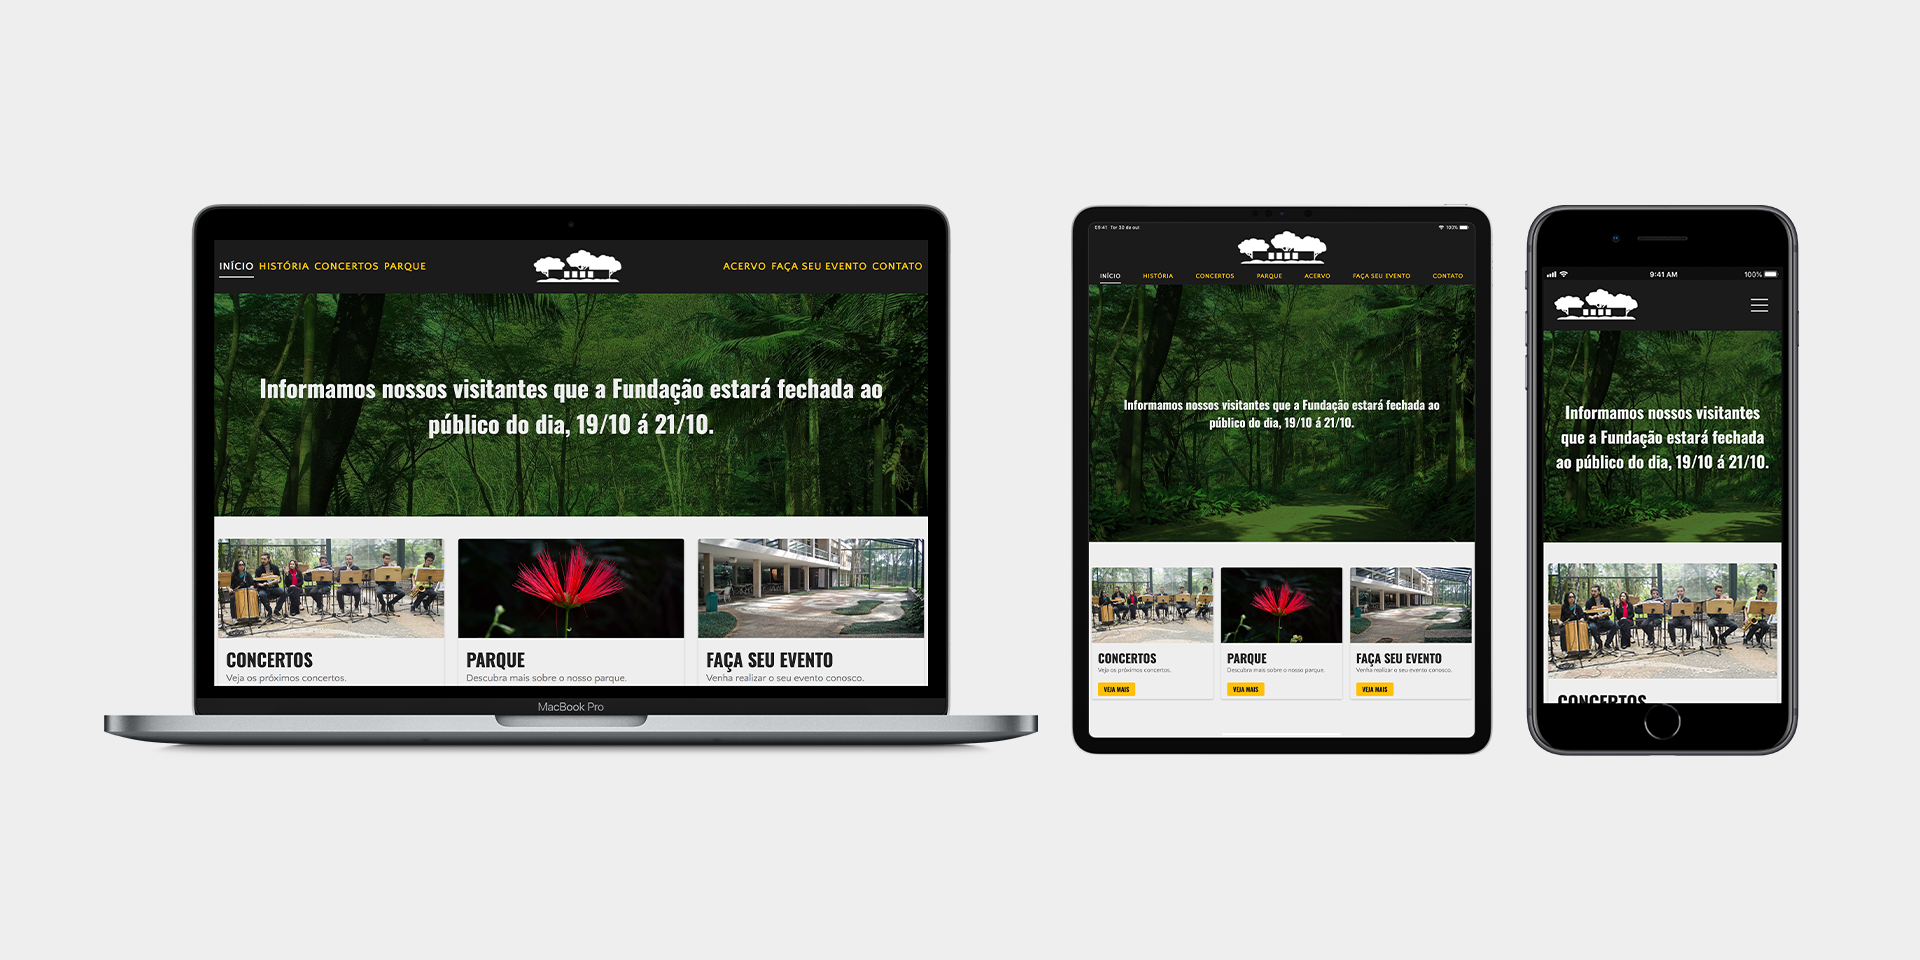 INÍCIO HISTÓRIA CONCERTOS PARQUE
ACERVO FAÇA SEU EVENTO CONTATO
Informamos nossos visitantes que a Fundação estará fechada ao
público do dia, 19/10 á 21/10.
CONCERTOS
Veja os próximos concertos.
PARQUE
Descubra mais sobre o nosso parque.
FAÇA SEU EVENTO
Venha realizar o seu evento conosco.
MacBook Pro
09:41 Ter 30 de out
100%
INÍCIO HISTÓRIA CONCERTOS PARQUE ACERVO FAÇA SEU EVENTO CONTATO
Informamos nossos visitantes que a Fundação estará fechada ao
público do dia, 19/10 á 21/10.
CONCERTOS
Veja os próximos concertos.
VEJA MAIS
PARQUE
Descubra mais sobre o nosso parque.
VEJA MAIS
FAÇA SEU EVENTO
Venha realizar o seu evento conosco.
VEJA MAIS
9:41 AM
100%
Informamos nossos visitantes
que a Fundação estará fechada
ao público do dia, 19/10 á 21/10.
CONCERTOS